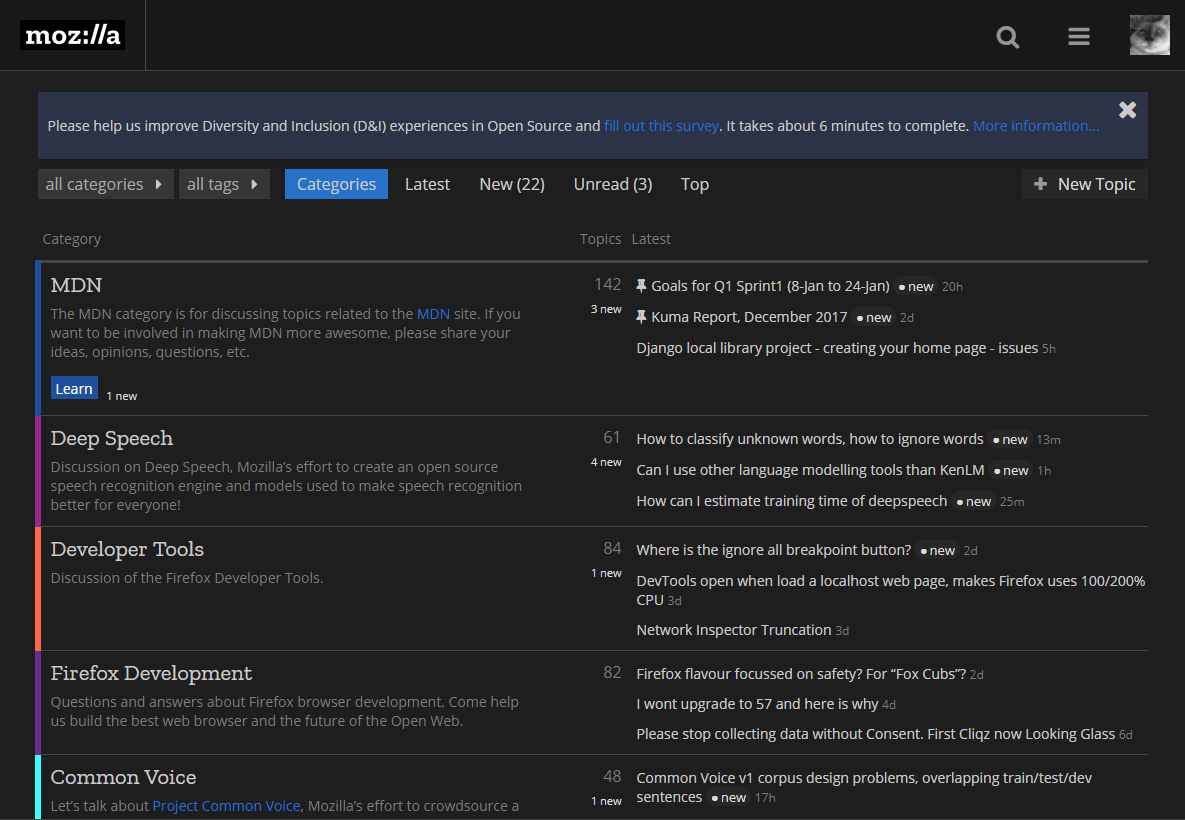 moz://a
Please help us improve Diversity and Inclusion (D&I) experiences in Open Source and fill out this survey. It takes about 6 minutes to complete. More information...
all categories all tags Categories Latest New (22) Unread (3) Top New Topic
Category Topics Latest
MDN
The MDN category is for discussing topics related to the MDN site. If you
want to be involved in making MDN more awesome, please share your
ideas, opinions, questions, etc.
Learn 1 new
142
3 new
Goals for Q1 Sprint1 (8-Jan to 24-Jan) new 20h
Kuma Report, December 2017 new 2d
Django local library project - creating your home page - issues 5h
Deep Speech
Discussion on Deep Speech, Mozilla’s effort to create an open source
speech recognition engine and models used to make speech recognition
better for everyone!
61
4 new
How to classify unknown words, how to ignore words new 13m
Can I use other language modelling tools than KenLM new 1h
How can I estimate training time of deepspeech new 25m
Developer Tools
Discussion of the Firefox Developer Tools.
84
1 new
Where is the ignore all breakpoint button? new 2d
DevTools open when load a localhost web page, makes Firefox uses 100/200%
CPU 3d
Network Inspector Truncation 3d
Firefox Development
Questions and answers about Firefox browser development. Come help
us build the best web browser and the future of the Open Web.
82
Firefox flavour focussed on safety? For “Fox Cubs”? 2d
I wont upgrade to 57 and here is why 4d
Please stop collecting data without Consent. First Cliqz now Looking Glass 6d
Common Voice
Let’s talk about Project Common Voice, Mozilla’s effort to crowdsource a
48
1 new
Common Voice v1 corpus design problems, overlapping train/test/dev
sentences new 17h